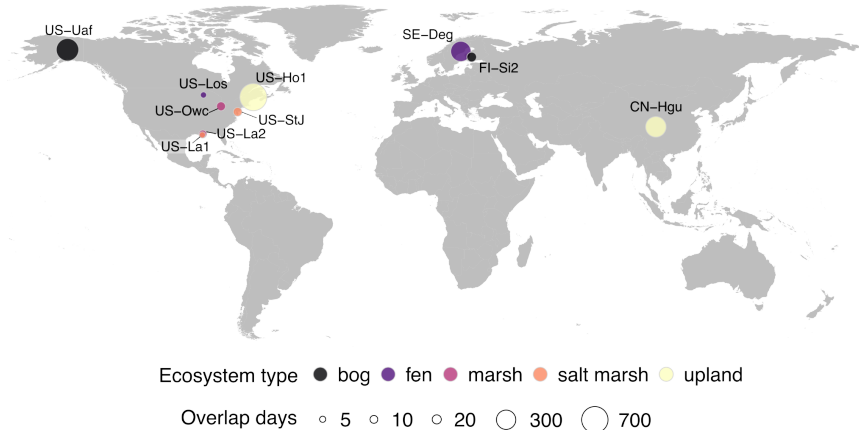 US−Uaf
SE−Deg
FI−Si2
US−Los
US−Ho1
US−Owc
CN−Hgu
US−StJ
US−La2
US−La1
Ecosystem type bog fen marsh salt marsh upland
Overlap days 5 10 20 300 700